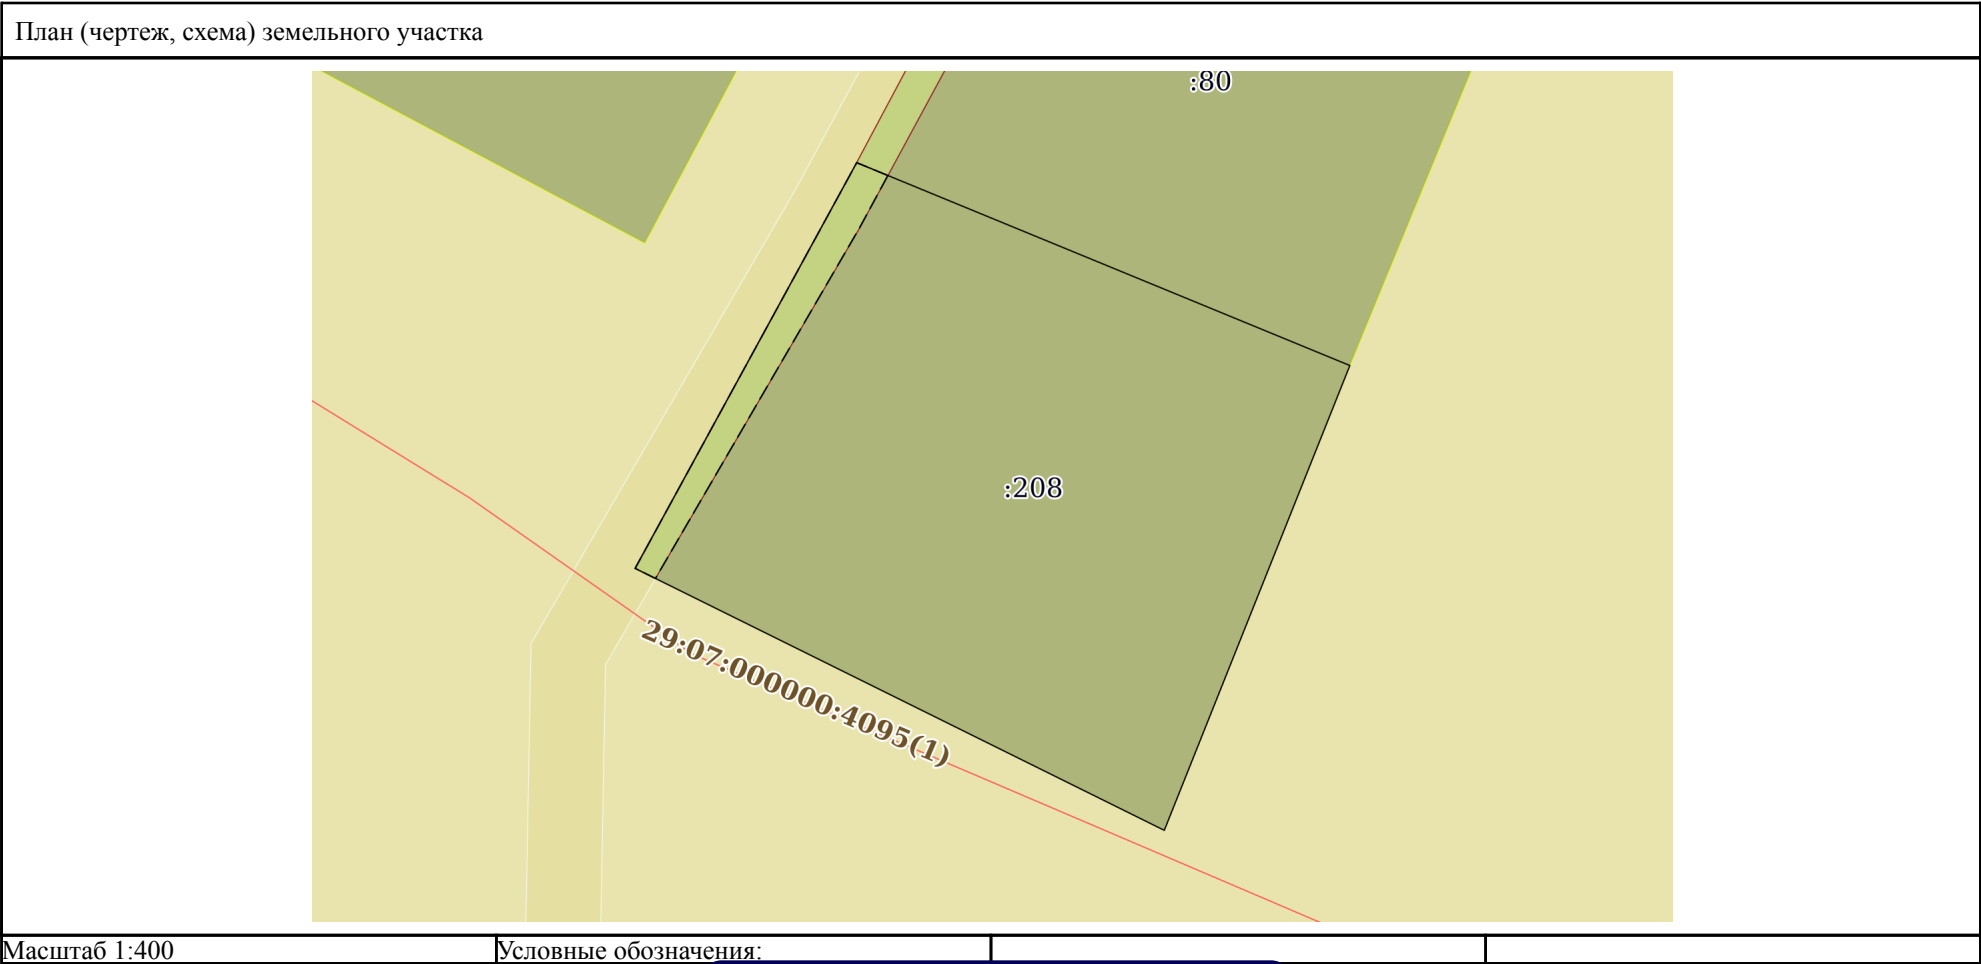 План (чертеж, схема) земельного участка
:80
:208
29:07:000000:4095(1)
Масштаб 1:400
Условные обозначения: